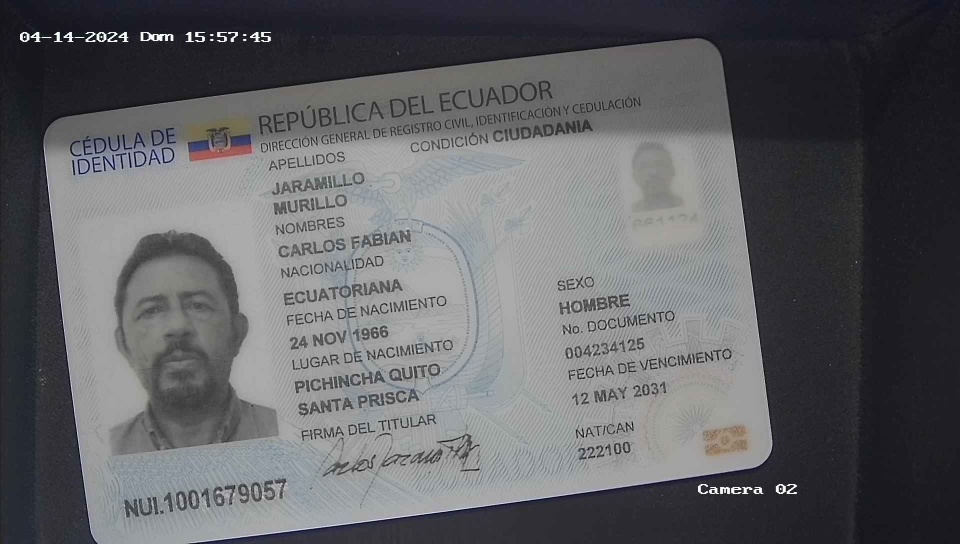 04-14-2024 Dom 15:57:45
CÉDULA DE
IDENTIDAD
REPÚBLICA DEL ECUADOR
DIRECCIÓN GENERAL DE REGISTRO CIVIL, IDENTIFICACIÓN Y CEDULACIÓN
APELLIDOS
CONDICIÓN CIUDADANIA
JARAMILLO
MURILLO
NOMBRES
CARLOS FABIAN
NACIONALIDAD
ECUATORIANA
FECHA DE NACIMIENTO
24 NOV 1966
LUGAR DE NACIMIENTO
PICHINCHA QUITO
SANTA PRISCA
FIRMA DEL TITULAR
SEXO
HOMBRE
No. DOCUMENTO
004234125
FECHA DE VENCIMIENTO
12 MAY 2031
NAT/CAN
222100
NUI.1001679057
Camera 02